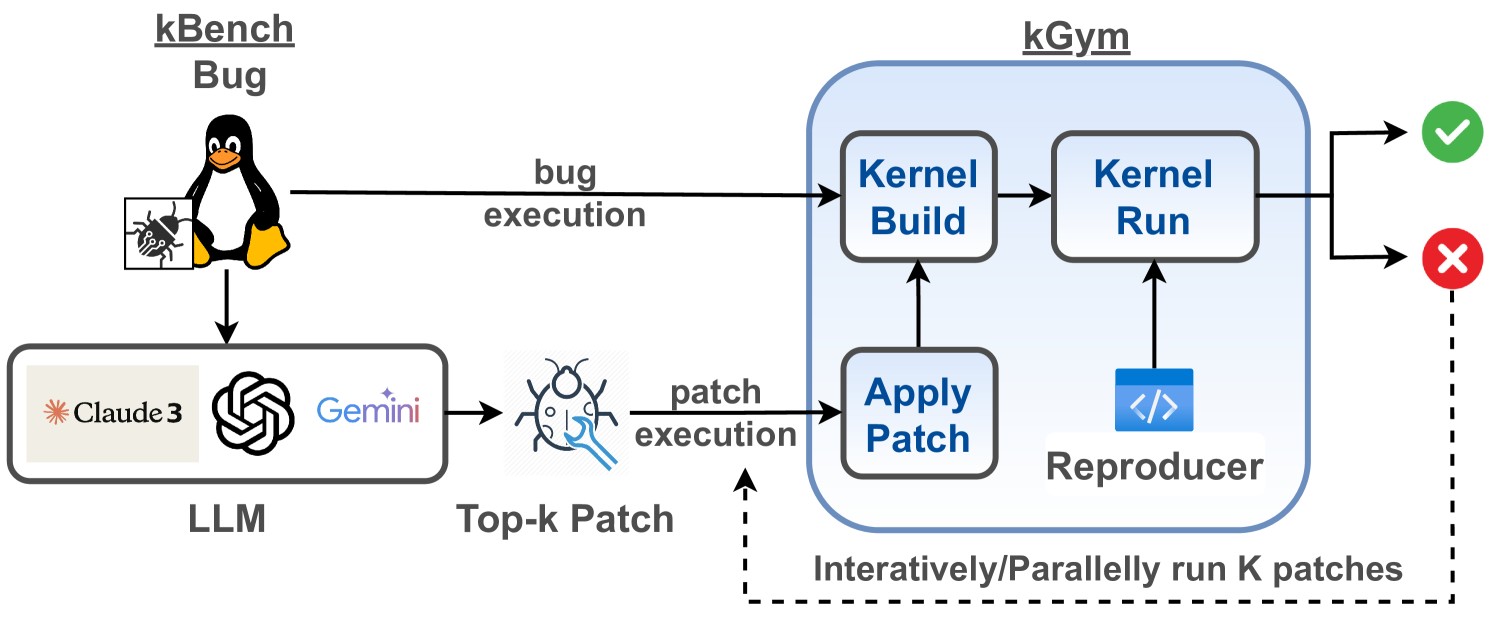 kBench
Bug
kGym
bug
execution
Kernel
Build
Kernel
Run
Claude 3
Gemini
LLM
Top-k Patch
patch
execution
Apply
Patch
</>
Reproducer
Interatively/Parallelly run K patches